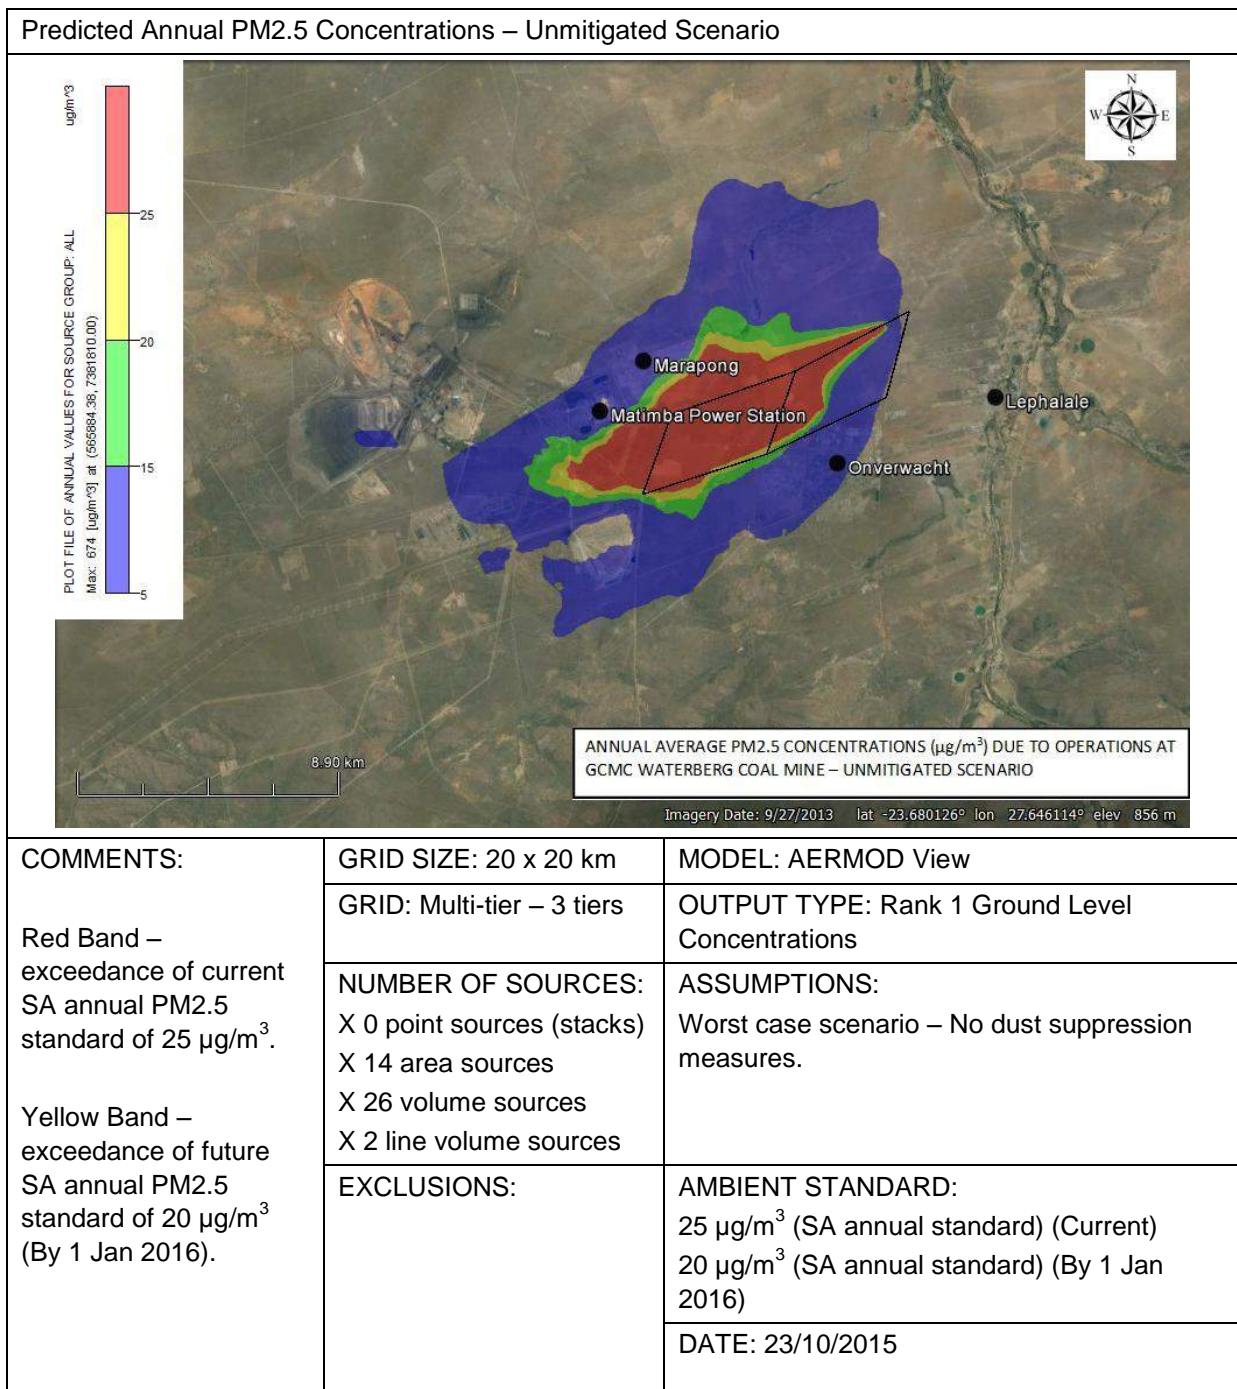 Predicted Annual PM2.5 Concentrations – Unmitigated Scenario
ug/m^3
PLOT FILE OF ANNUAL VALUES FOR SOURCE GROUP: ALL
Max: 674 [ug/m^3] at (565884.38, 7381810.00)
25
20
15
5
N
W
E
S
Marapong
Matimba Power Station
Lephalale
Onverwacht
8.90 km
ANNUAL AVERAGE PM2.5 CONCENTRATIONS (µg/m³) DUE TO OPERATIONS AT
GCMC WATERBERG COAL MINE – UNMITIGATED SCENARIO
Imagery Date: 9/27/2013 lat -23.680126° lon 27.646114° elev 856 m
COMMENTS:
Red Band –
exceedance of current
SA annual PM2.5
standard of 25 µg/m³.
Yellow Band –
exceedance of future
SA annual PM2.5
standard of 20 µg/m³
(By 1 Jan 2016).
GRID SIZE: 20 x 20 km
MODEL: AERMOD View
GRID: Multi-tier – 3 tiers
OUTPUT TYPE: Rank 1 Ground Level
Concentrations
NUMBER OF SOURCES:
X 0 point sources (stacks)
X 14 area sources
X 26 volume sources
X 2 line volume sources
ASSUMPTIONS:
Worst case scenario – No dust suppression
measures.
EXCLUSIONS:
AMBIENT STANDARD:
25 µg/m³ (SA annual standard) (Current)
20 µg/m³ (SA annual standard) (By 1 Jan
2016)
DATE: 23/10/2015